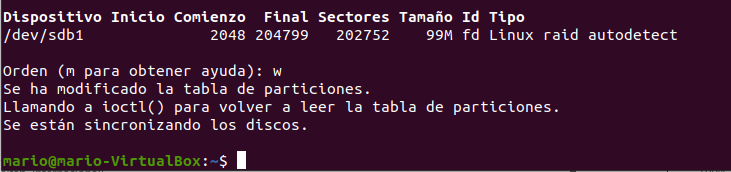 Dispositivo Inicio Comienzo  Final Sectores Tamaño Id Tipo
/dev/sdb1              2048 204799   202752    99M fd Linux raid autodetect
Orden (m para obtener ayuda): w
Se ha modificado la tabla de particiones.
Llamando a ioctl() para volver a leer la tabla de particiones.
Se están sincronizando los discos.
mario@mario-VirtualBox:~$